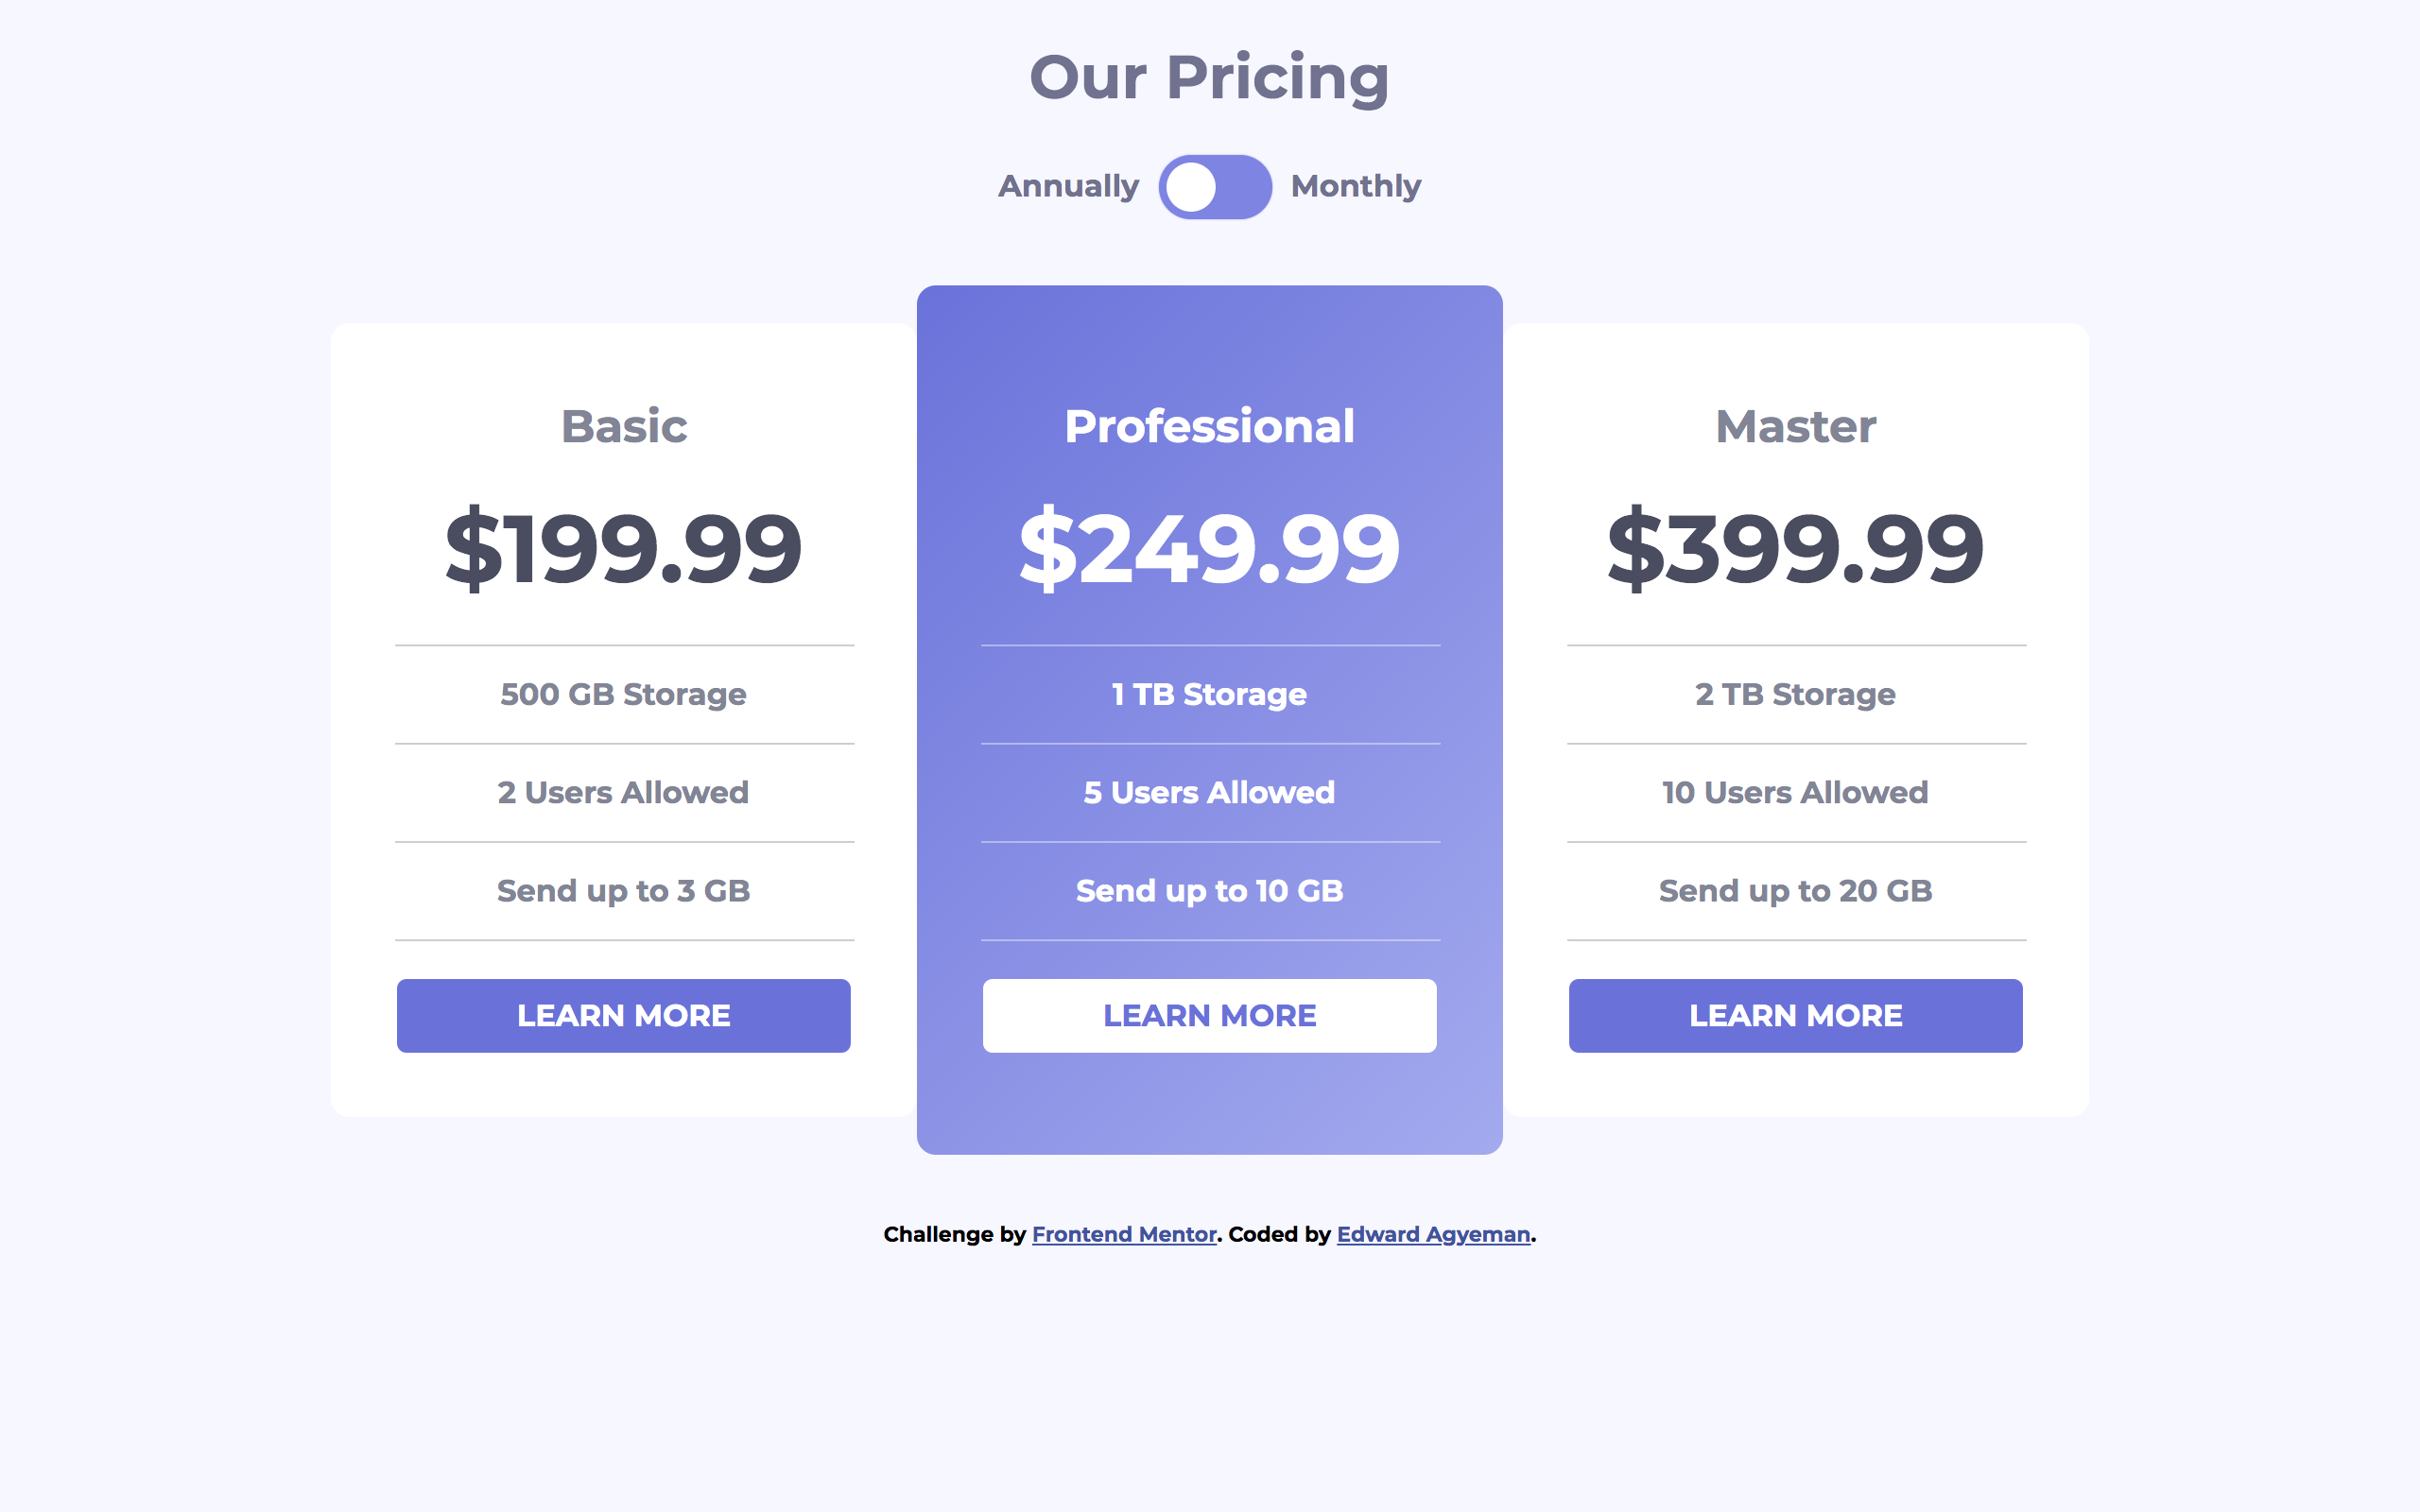 Our Pricing
Annually Monthly
Basic
$199.99
500 GB Storage
2 Users Allowed
Send up to 3 GB
LEARN MORE
Professional
$249.99
1 TB Storage
5 Users Allowed
Send up to 10 GB
LEARN MORE
Master
$399.99
2 TB Storage
10 Users Allowed
Send up to 20 GB
LEARN MORE
Challenge by Frontend Mentor. Coded by Edward Agyeman.